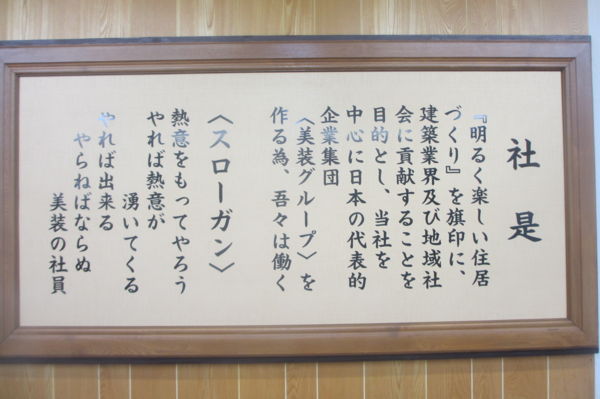 社是
『明るく楽しい住居
づくり』を旗印に、
建築業界及び地域社
会に貢献することを
目的とし、当社を
中心に日本の代表的
企業集団
〈美装グループ〉を
作る為、吾々は働く
〈スローガン〉
熱意をもってやろう
やれば熱意が
湧いてくる
やれば出来る
やらねばならぬ
美装の社員